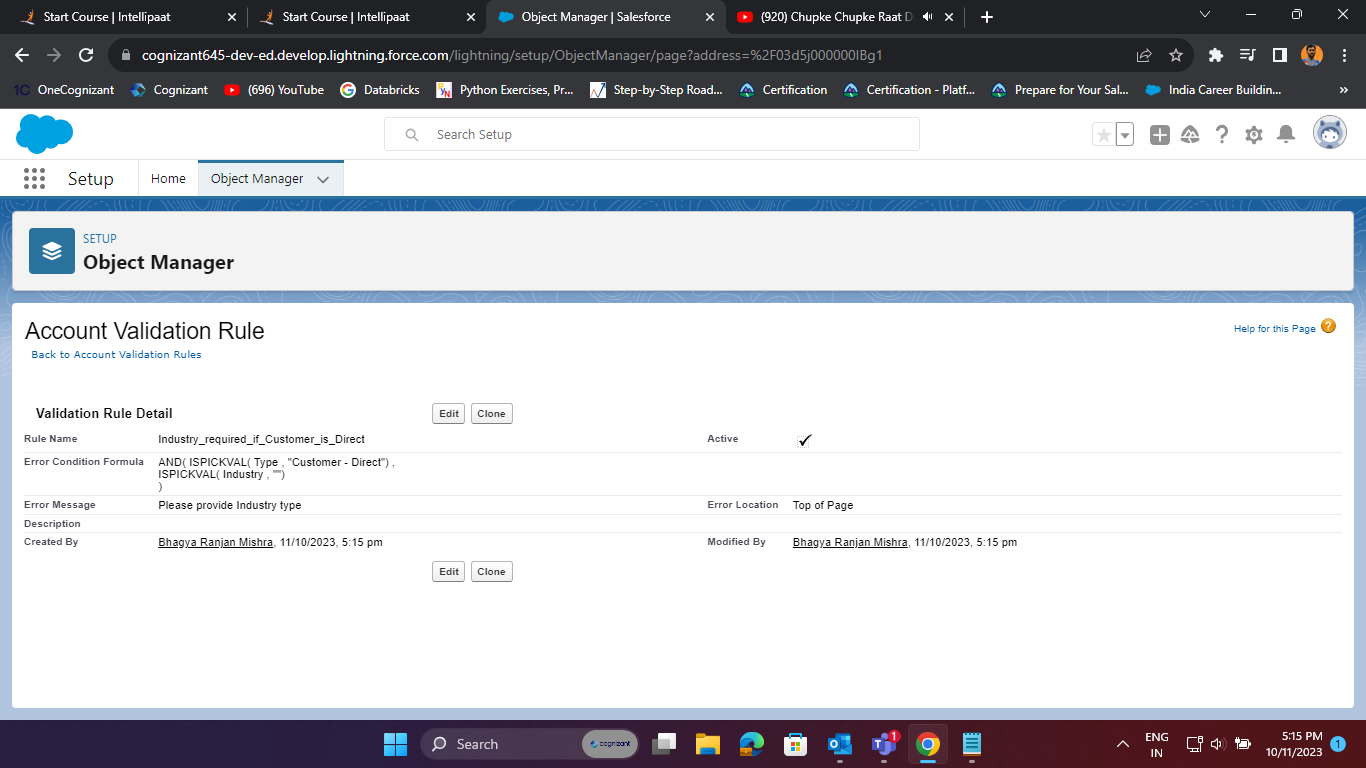 Start Course | Intellipaat
Start Course | Intellipaat
Object Manager | Salesforce
(920) Chupke Chupke Raat D
cognizant645-dev-ed.develop.lightning.force.com/lightning/setup/ObjectManager/page?address=%2F03d5j000000IBg1
1C OneCognizant
Cognizant
(696) YouTube
Databricks
Python Exercises, Pr...
Step-by-Step Road...
Certification
Certification - Platf...
Prepare for Your Sal...
India Career Buildin...
»
Search Setup
Setup
Home
Object Manager
SETUP
Object Manager
Account Validation Rule
Help for this Page ?
Back to Account Validation Rules
Validation Rule Detail
Edit Clone
Rule Name Industry_required_if_Customer_is_Direct Active
Error Condition Formula AND( ISPICKVAL( Type , "Customer - Direct") ,
ISPICKVAL( Industry , "")
)
Error Message Please provide Industry type Error Location Top of Page
Description
Created By Bhagya Ranjan Mishra, 11/10/2023, 5:15 pm Modified By Bhagya Ranjan Mishra, 11/10/2023, 5:15 pm
Edit Clone
Search
cognizant
1
ENG
IN
5:15 PM
10/11/2023
1